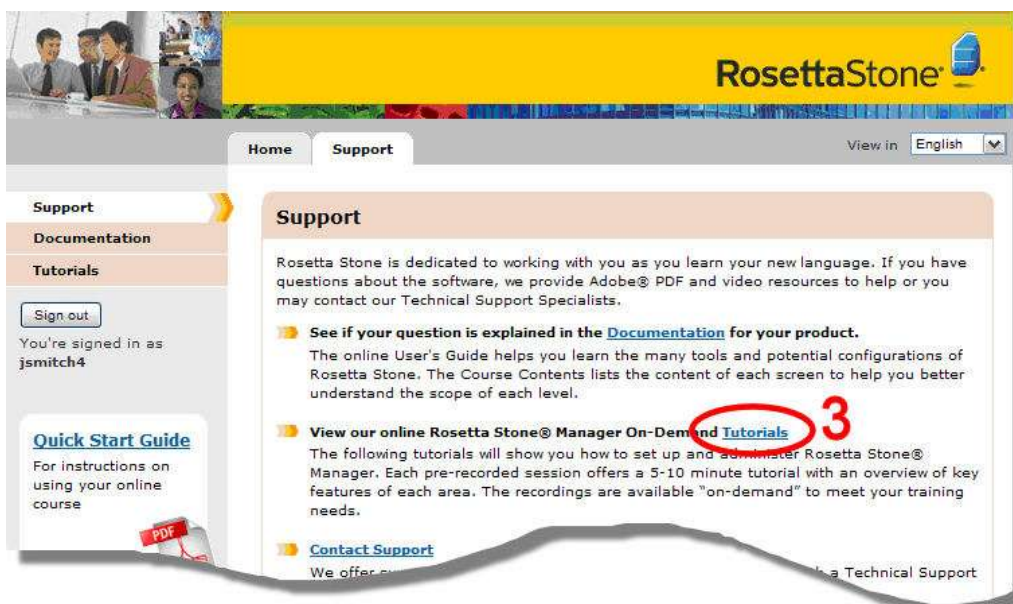 RosettaStone
Home Support View in English
Support
Documentation
Tutorials
Sign out
You're signed in as
jsmitch4
Quick Start Guide
For instructions on
using your online
course
PDF
Support
Rosetta Stone is dedicated to working with you as you learn your new language. If you have
questions about the software, we provide Adobe® PDF and video resources to help or you
may contact our Technical Support Specialists.
See if your question is explained in the Documentation for your product.
The online User's Guide helps you learn the many tools and potential configurations of
Rosetta Stone. The Course Contents lists the content of each screen to help you better
understand the scope of each level.
View our online Rosetta Stone® Manager On-Demand Tutorials 3
The following tutorials will show you how to set up and administer Rosetta Stone®
Manager. Each pre-recorded session offers a 5-10 minute tutorial with an overview of key
features of each area. The recordings are available "on-demand" to meet your training
needs.
Contact Support
We offer a Technical Support